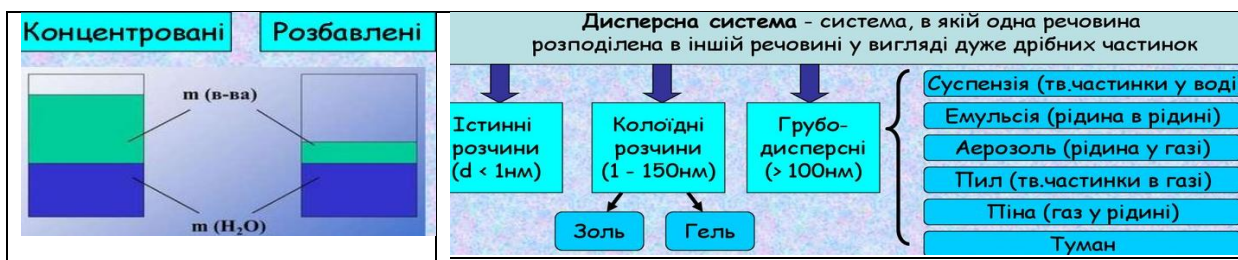 Концентровані
Розбавлені
m (в-ва)
m (H₂O)
Дисперсна система - система, в якій одна речовина
розподілена в іншій речовині у вигляді дуже дрібних частинок
Істинні
розчини
(d < 1нм)
Колоїдні
розчини
(1 - 150нм)
Грубо-
дисперсні
(> 100нм)
Золь
Гель
Суспензія (тв.частинки у воді
Емульсія (рідина в рідині)
Аерозоль (рідина у газі)
Пил (тв.частинки в газі)
Піна (газ у рідині)
Туман